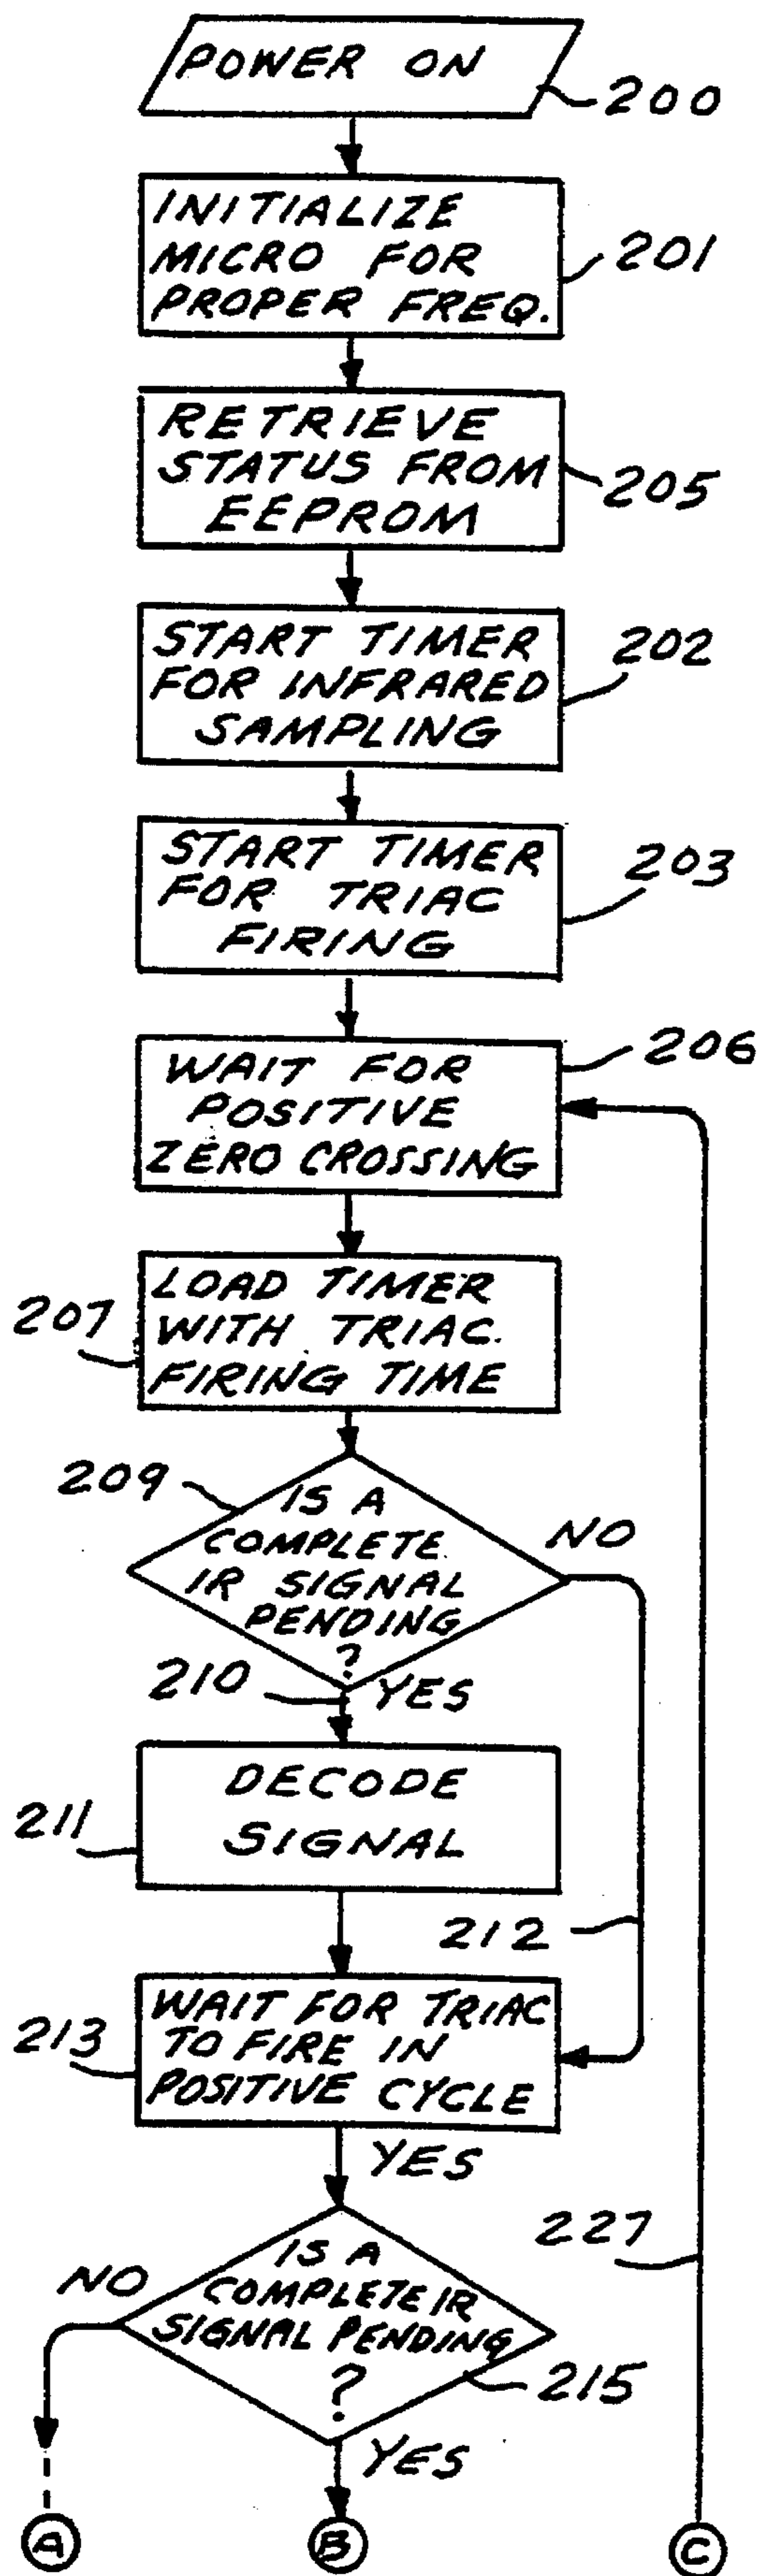 POWER ON
200
INITIALIZE
MICRO FOR
PROPER FREQ.
201
RETRIEVE
STATUS FROM
EEPROM
205
START TIMER
FOR INFRARED
SAMPLING
202
START TIMER
FOR TRIAC
FIRING
203
WAIT FOR
POSITIVE
ZERO CROSSING
206
LOAD TIMER
WITH TRIAC
FIRING TIME
207
209
IS A
COMPLETE
IR SIGNAL
PENDING
?
NO
210
YES
DECODE
SIGNAL
211
212
WAIT FOR TRIAC
TO FIRE IN
POSITIVE CYCLE
213
YES
227
IS A
COMPLETE IR
SIGNAL PENDING
?
NO
215
YES
A
B
C